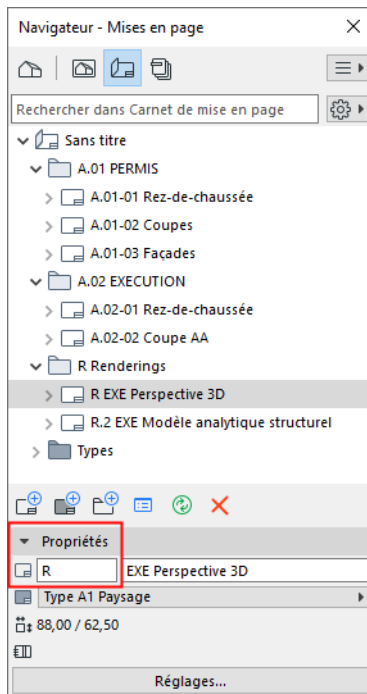 Navigateur - Mises en page
Rechercher dans Carnet de mise en page
Sans titre
A.01 PERMIS
A.01-01 Rez-de-chaussée
A.01-02 Coupes
A.01-03 Façades
A.02 EXECUTION
A.02-01 Rez-de-chaussée
A.02-02 Coupe AA
R Renderings
R EXE Perspective 3D
R.2 EXE Modèle analytique structurel
Types
Propriétés
R EXE Perspective 3D
Type A1 Paysage
88,00 / 62,50
Réglages...